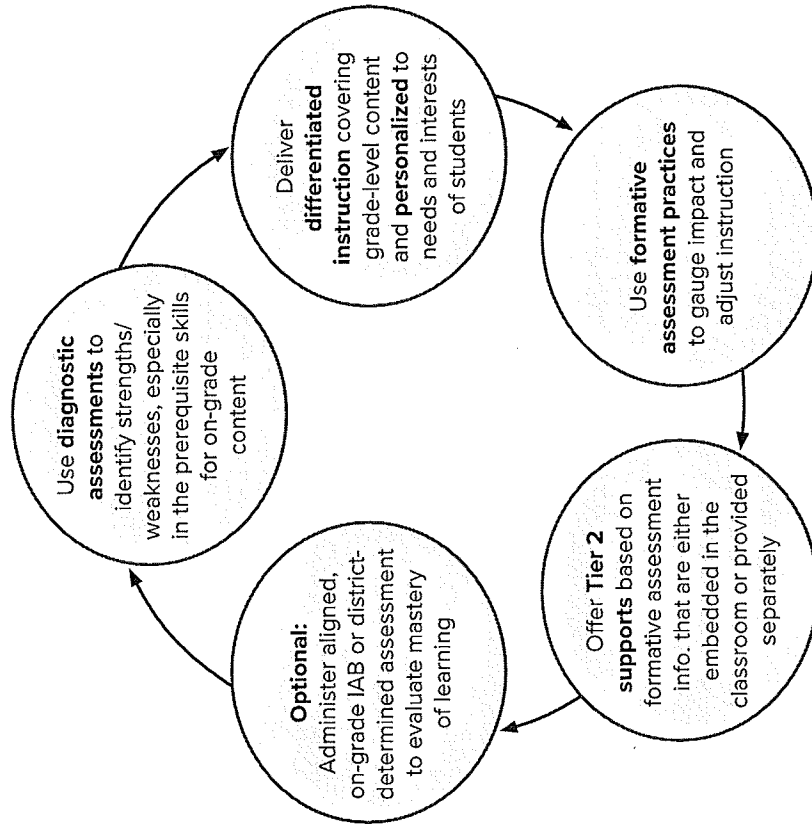 Use diagnostic
assessments to
identify strengths/
weaknesses, especially
in the prerequisite skills
for on-grade
content
Deliver
differentiated
instruction covering
grade-level content
and personalized to
needs and interests
of students
Use formative
assessment practices
to gauge impact and
adjust instruction
Offer Tier 2
supports based on
formative assessment
info. that are either
embedded in the
classroom or provided
separately
Optional:
Administer aligned,
on-grade IAB or district-
determined assessment
to evaluate mastery
of learning